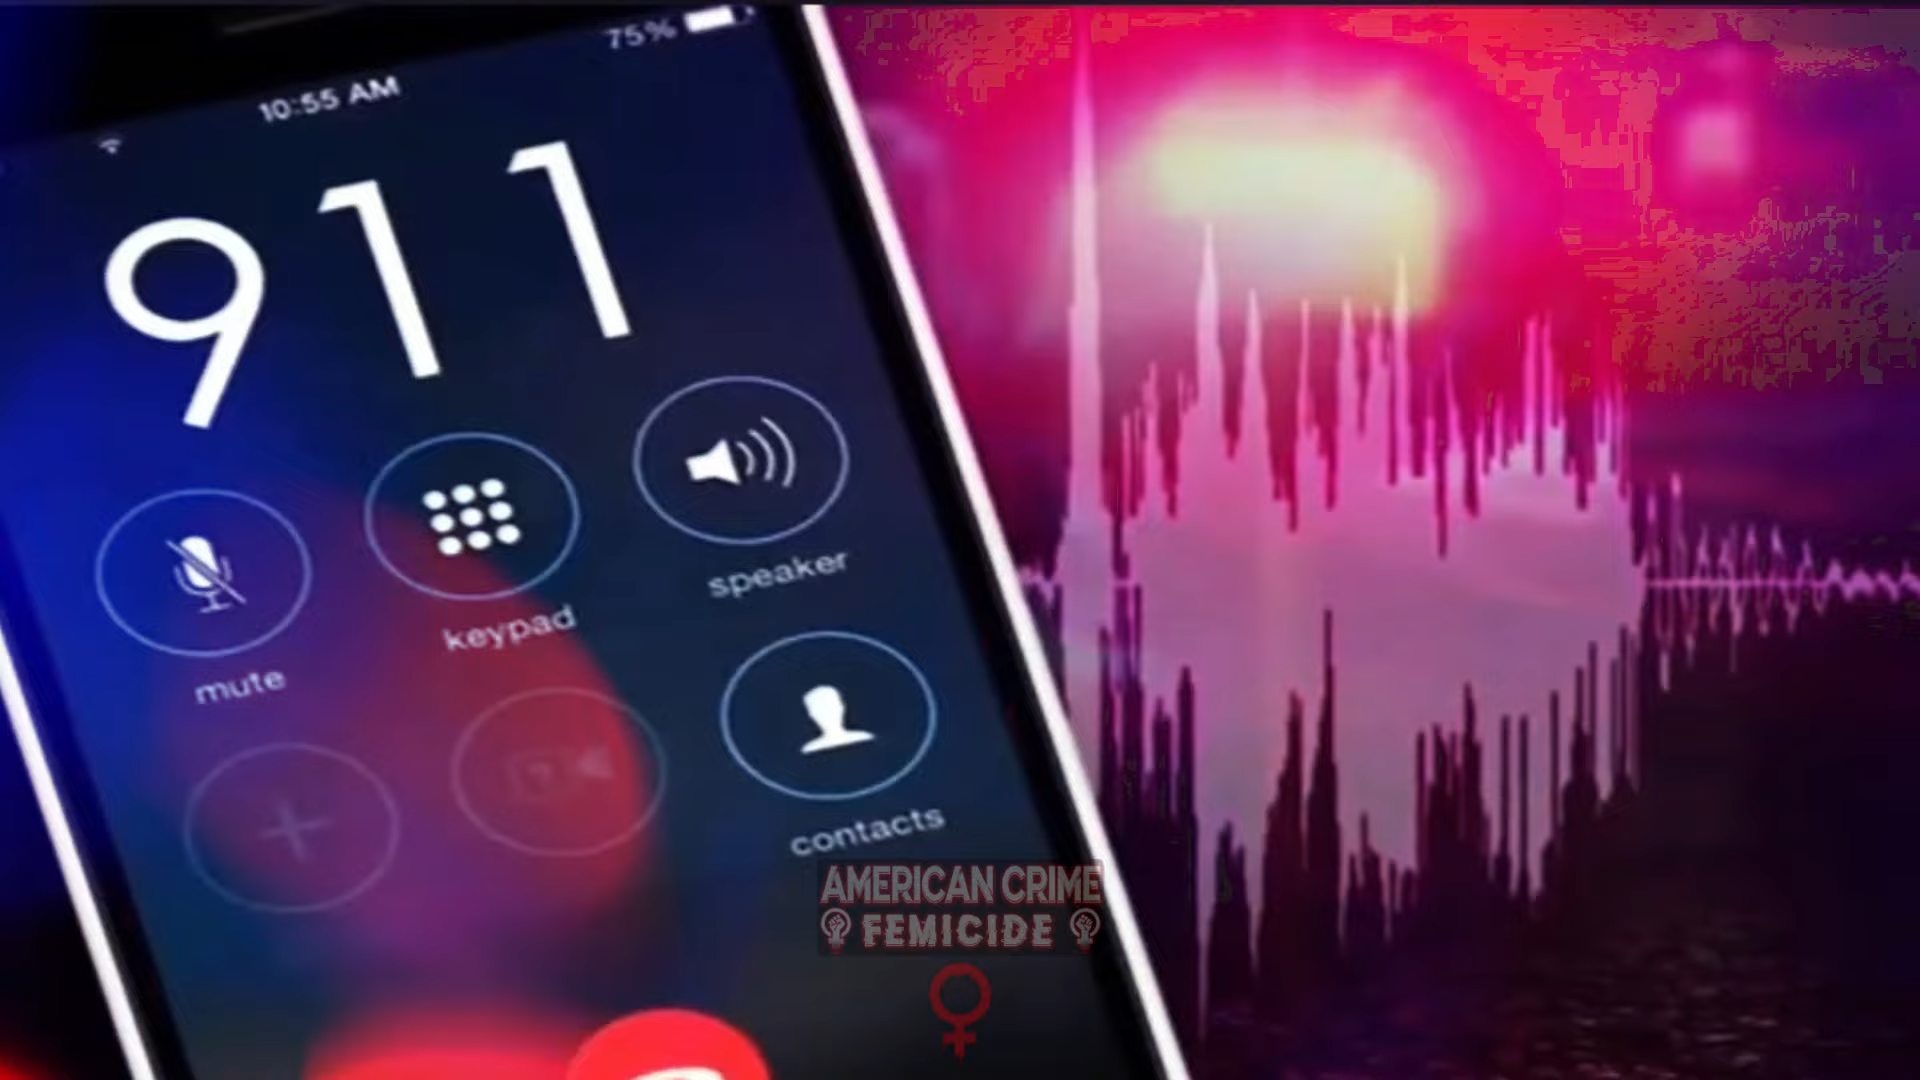 75%
10:55 AM
911
speaker
keypad
mute
contacts
AMERICAN CRIME
FEMICIDE